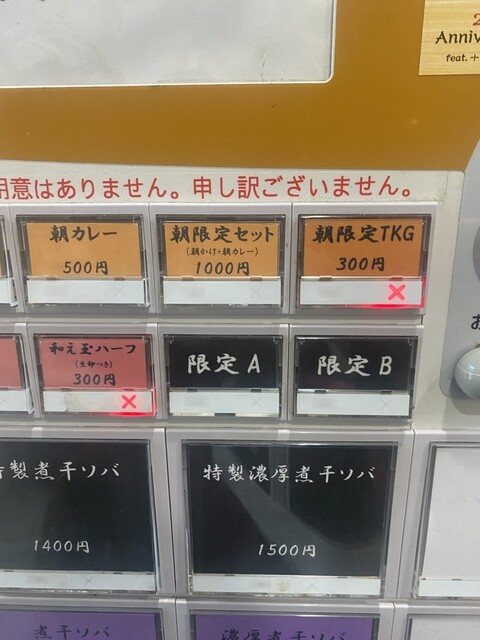 Anniv
feat. +
用意はありません。申し訳ございません。
朝カレー
500円
朝限定セット
(朝かけ+朝カレー)
1000円
朝限定TKG
300円
和え玉ハーフ
(生卵つき)
300円
限定A
限定B
特製煮干ソバ
1400円
特製濃厚煮干ソバ
1500円
煮干ソバ
濃厚煮干ソバ